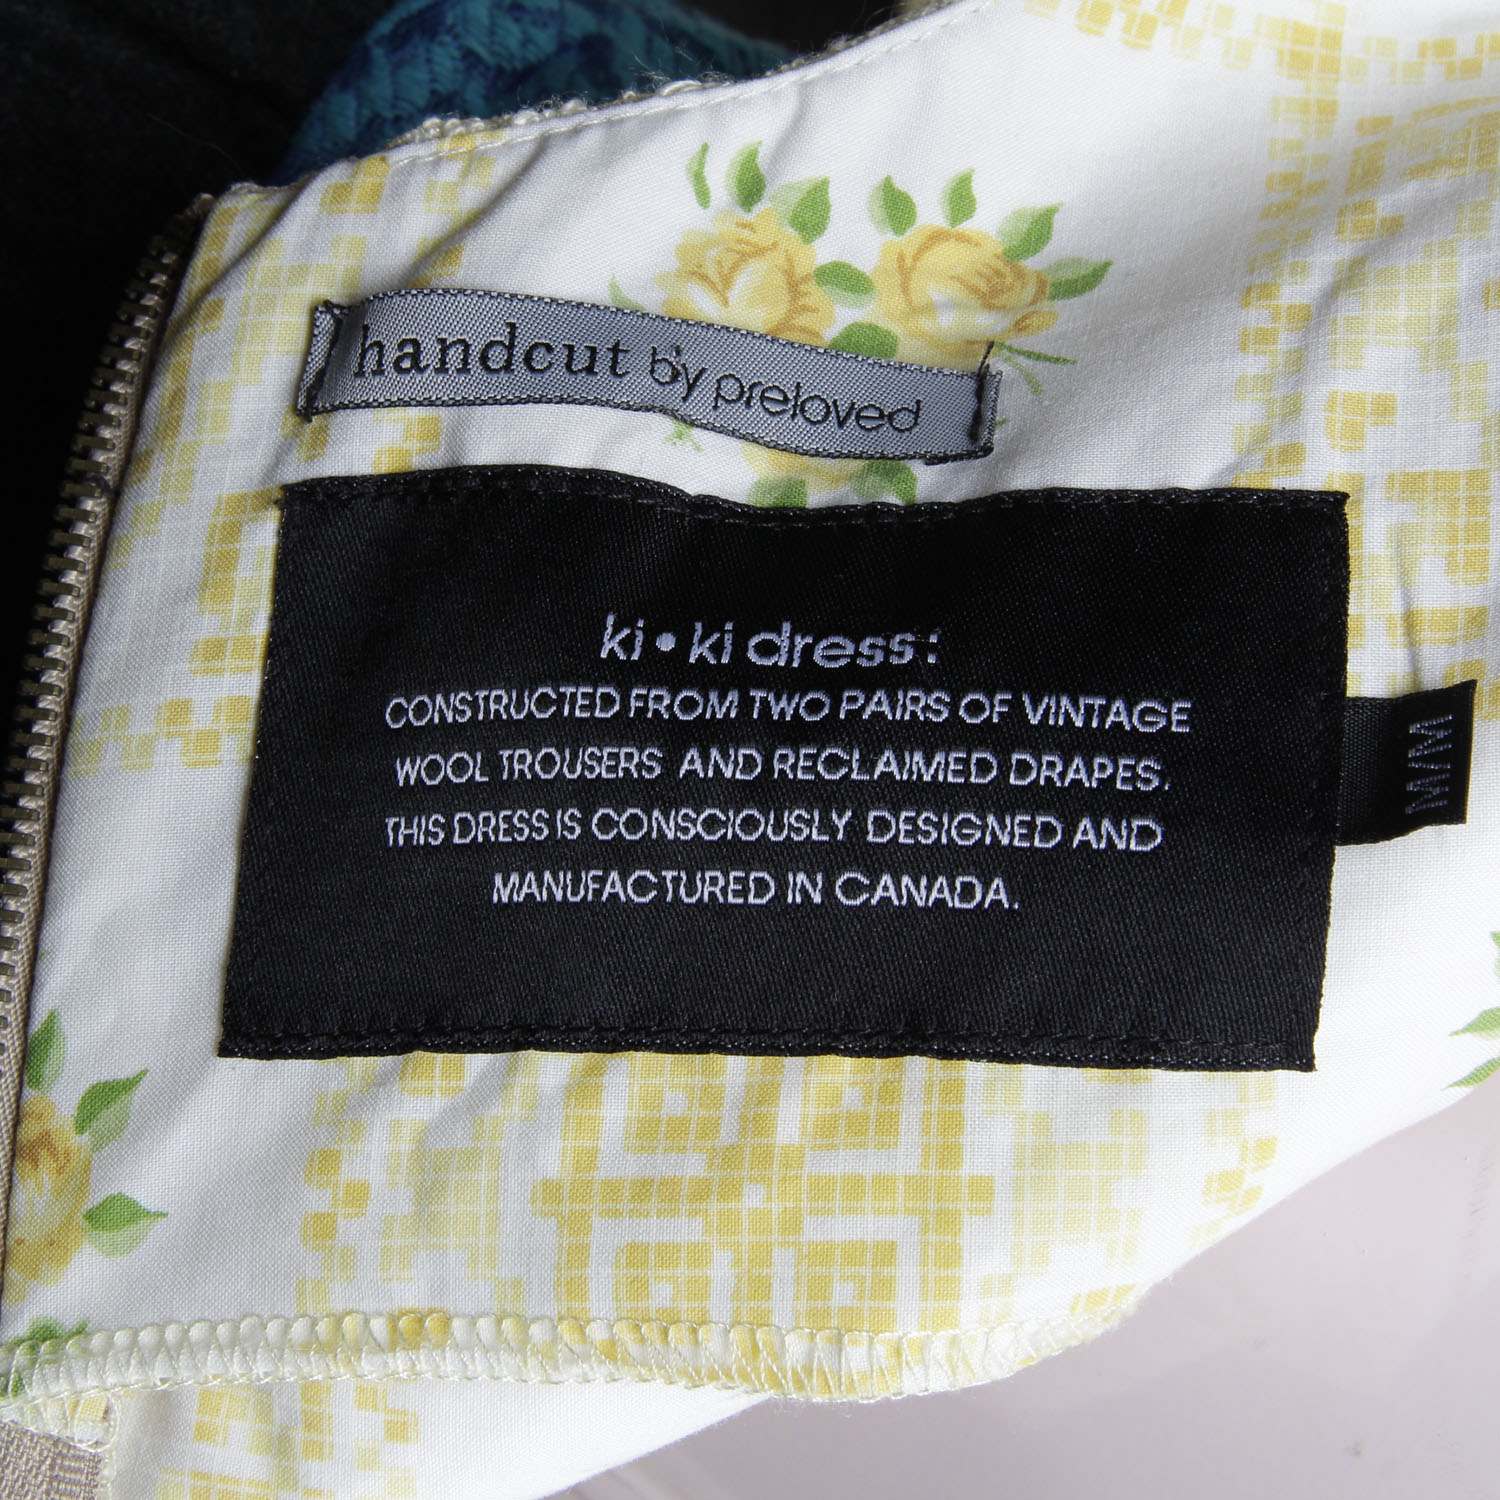 handcut by preloved
ki•ki dress:
CONSTRUCTED FROM TWO PAIRS OF VINTAGE
WOOL TROUSERS AND RECLAIMED DRAPES.
THIS DRESS IS CONSCIOUSLY DESIGNED AND
MANUFACTURED IN CANADA.
M/M